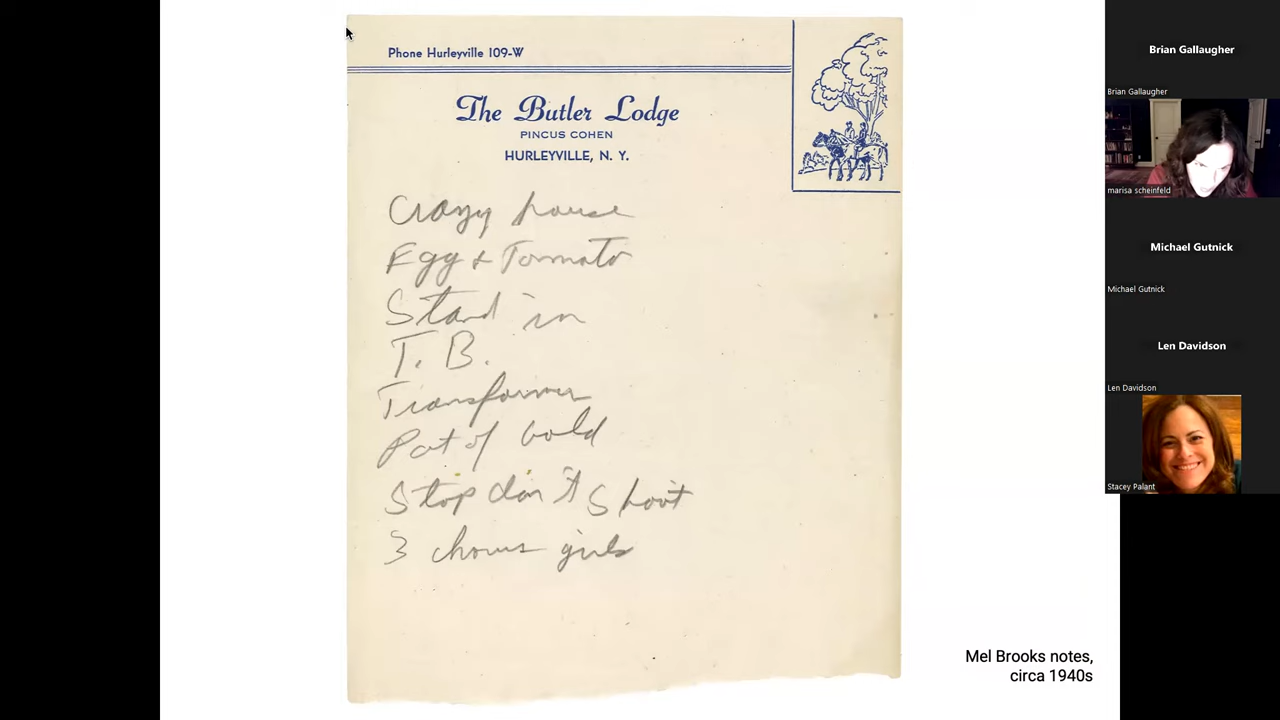 Phone Hurleyville 109-W
The Butler Lodge
PINCUS COHEN
HURLEYVILLE, N. Y.
Crazy house
Egg & Tomato
Stand in
T. B.
Transformer
Pot of Gold
Stop don't Shoot
3 chorus girls
Mel Brooks notes,
circa 1940s
Brian Gallaugher
Brian Gallaugher
marisa scheinfeld
Michael Gutnick
Michael Gutnick
Len Davidson
Len Davidson
Stacey Palant